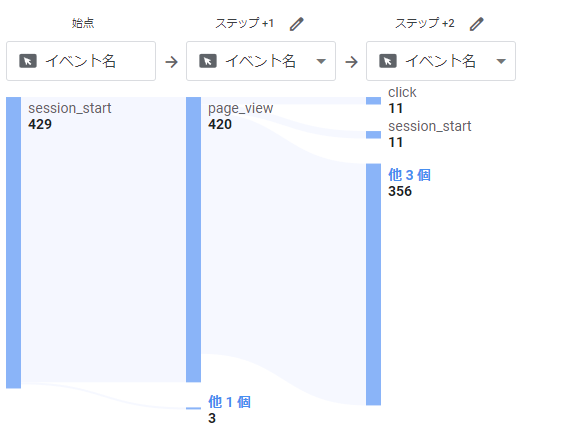 始点
ステップ +1
ステップ +2
イベント名
イベント名
イベント名
session_start
429
page_view
420
他 1 個
3
click
11
session_start
11
他 3 個
356